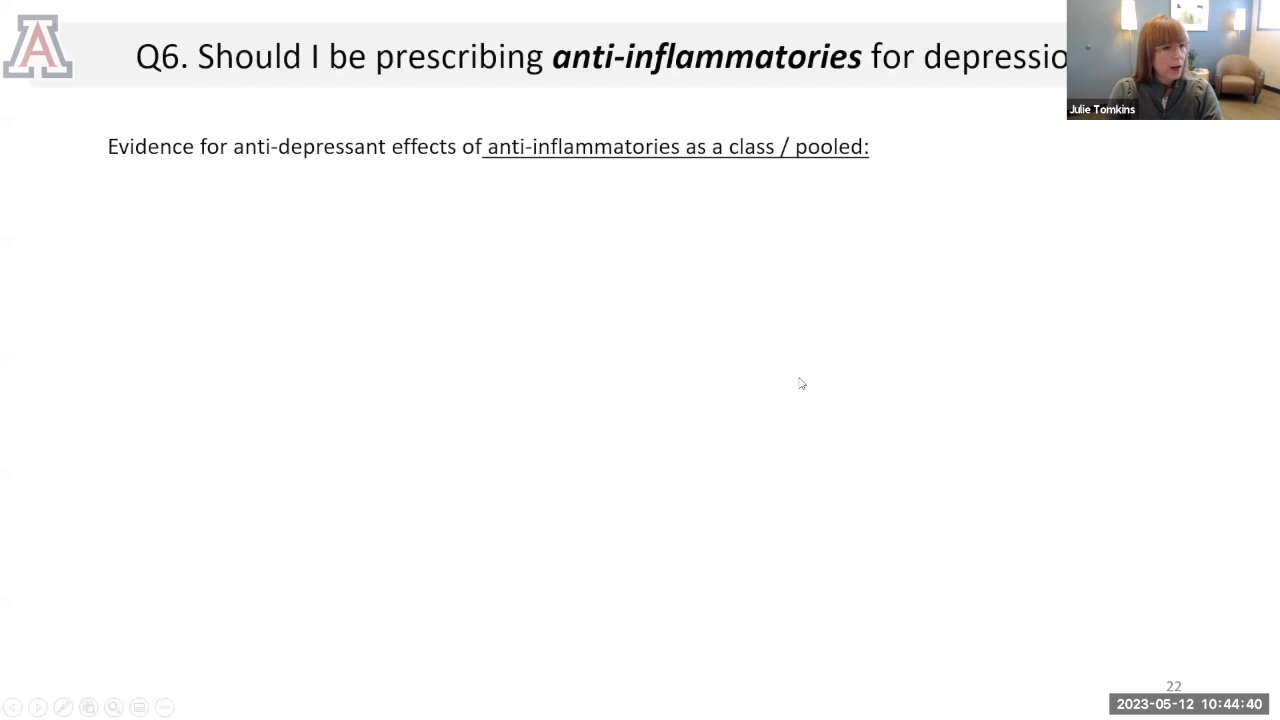 Q6. Should I be prescribing anti-inflammatories for depressio
Julie Tomkins
Evidence for anti-depressant effects of anti-inflammatories as a class / pooled:
22
2023-05-12 10:44:40